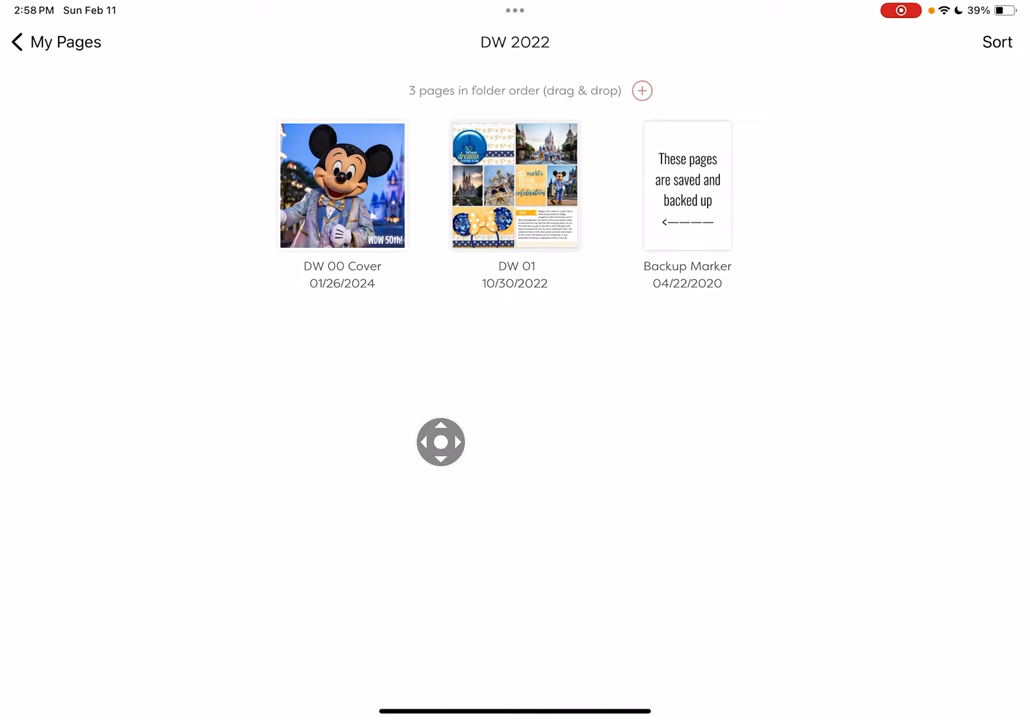 2:58 PM Sun Feb 11
39%
My Pages
DW 2022
Sort
3 pages in folder order (drag & drop)
WDW 50th!
These pages
are saved and
backed up
<-----
DW 00 Cover
01/26/2024
DW 01
10/30/2022
Backup Marker
04/22/2020